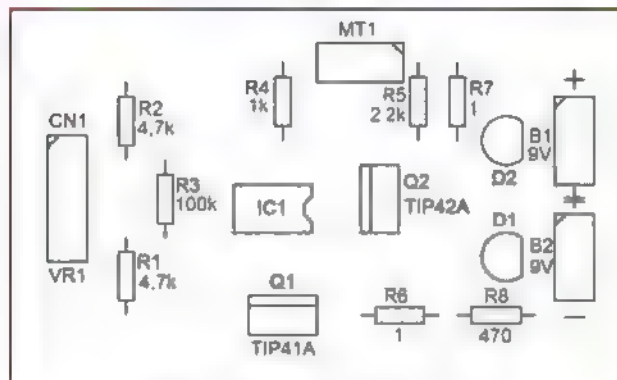 MT1
R4
1k
R5
2.2k
R7
1
+
R2
4,7k
CN1
B1
9V
D2
R3
100k
IC1
Q2
TIP42A
+
=
D1
B2
9V
VR1
R1
4,7k
Q1
TIP41A
R6
1
R8
470
−